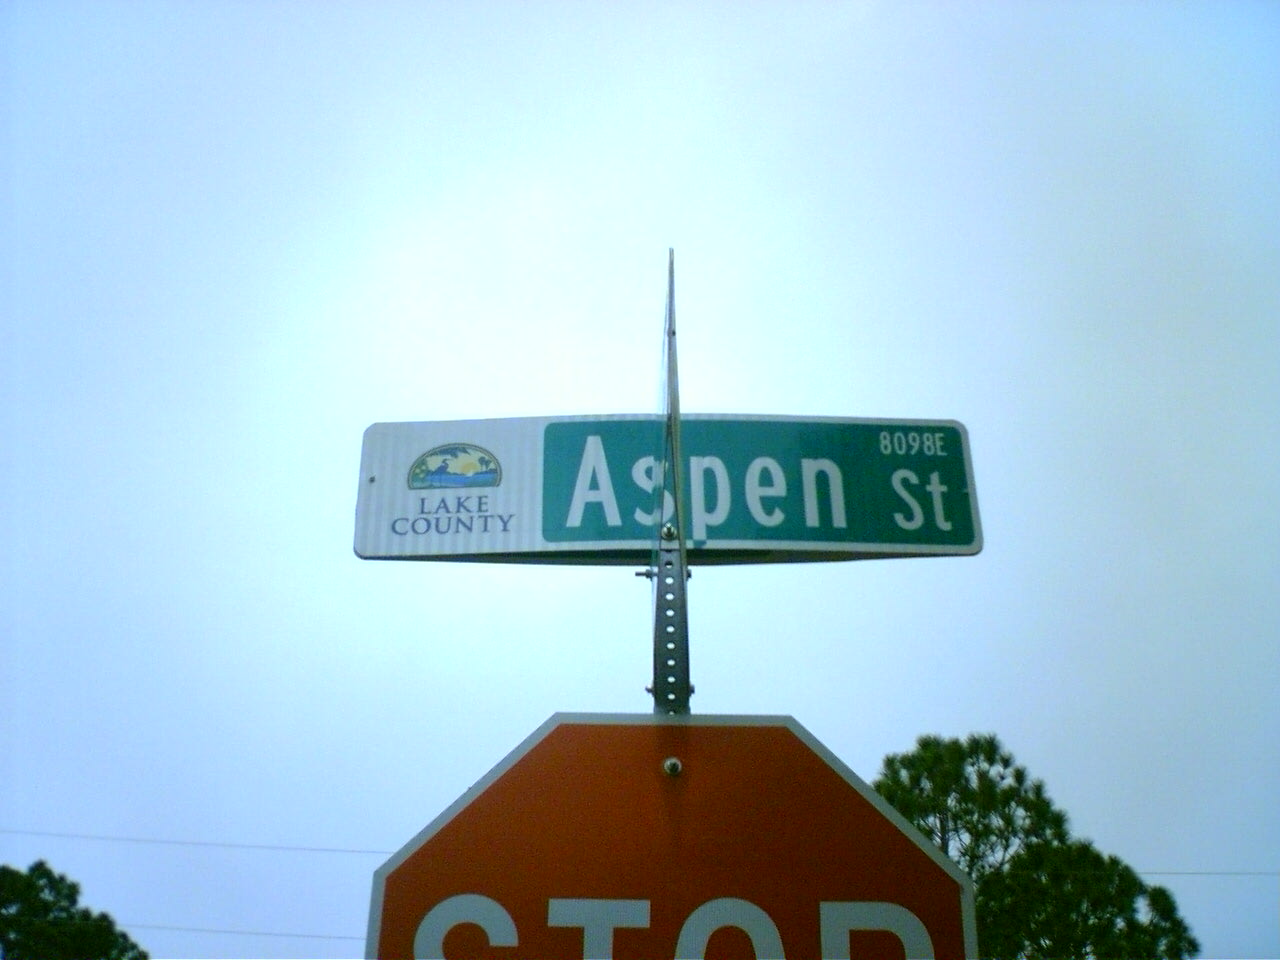 LAKE
COUNTY
Aspen St
8098E
STOP